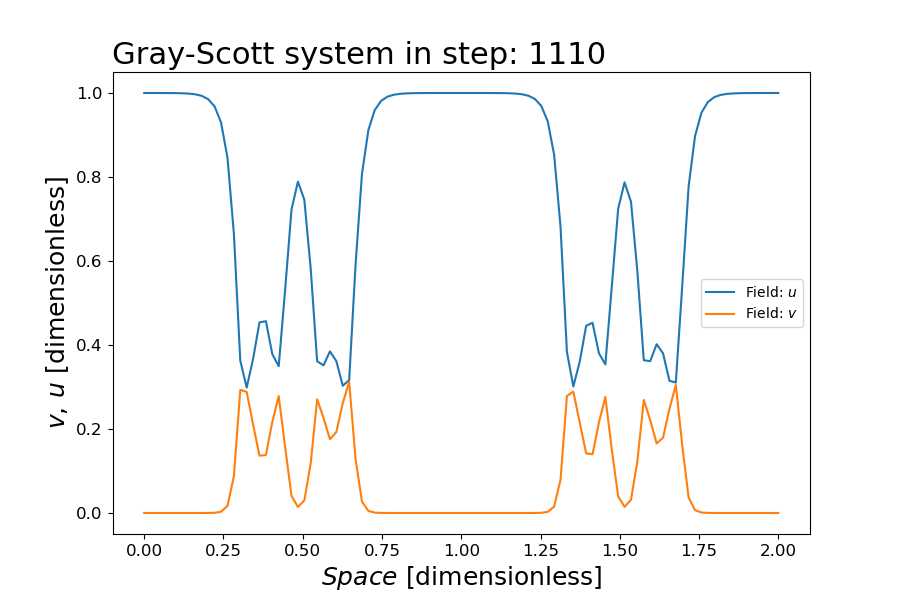 Gray-Scott system in step: 1110
v, u [dimensionless]
1.0
0.8
0.6
0.4
0.2
0.0
Field: u
Field: v
0.00 0.25 0.50 0.75 1.00 1.25 1.50 1.75 2.00
Space [dimensionless]